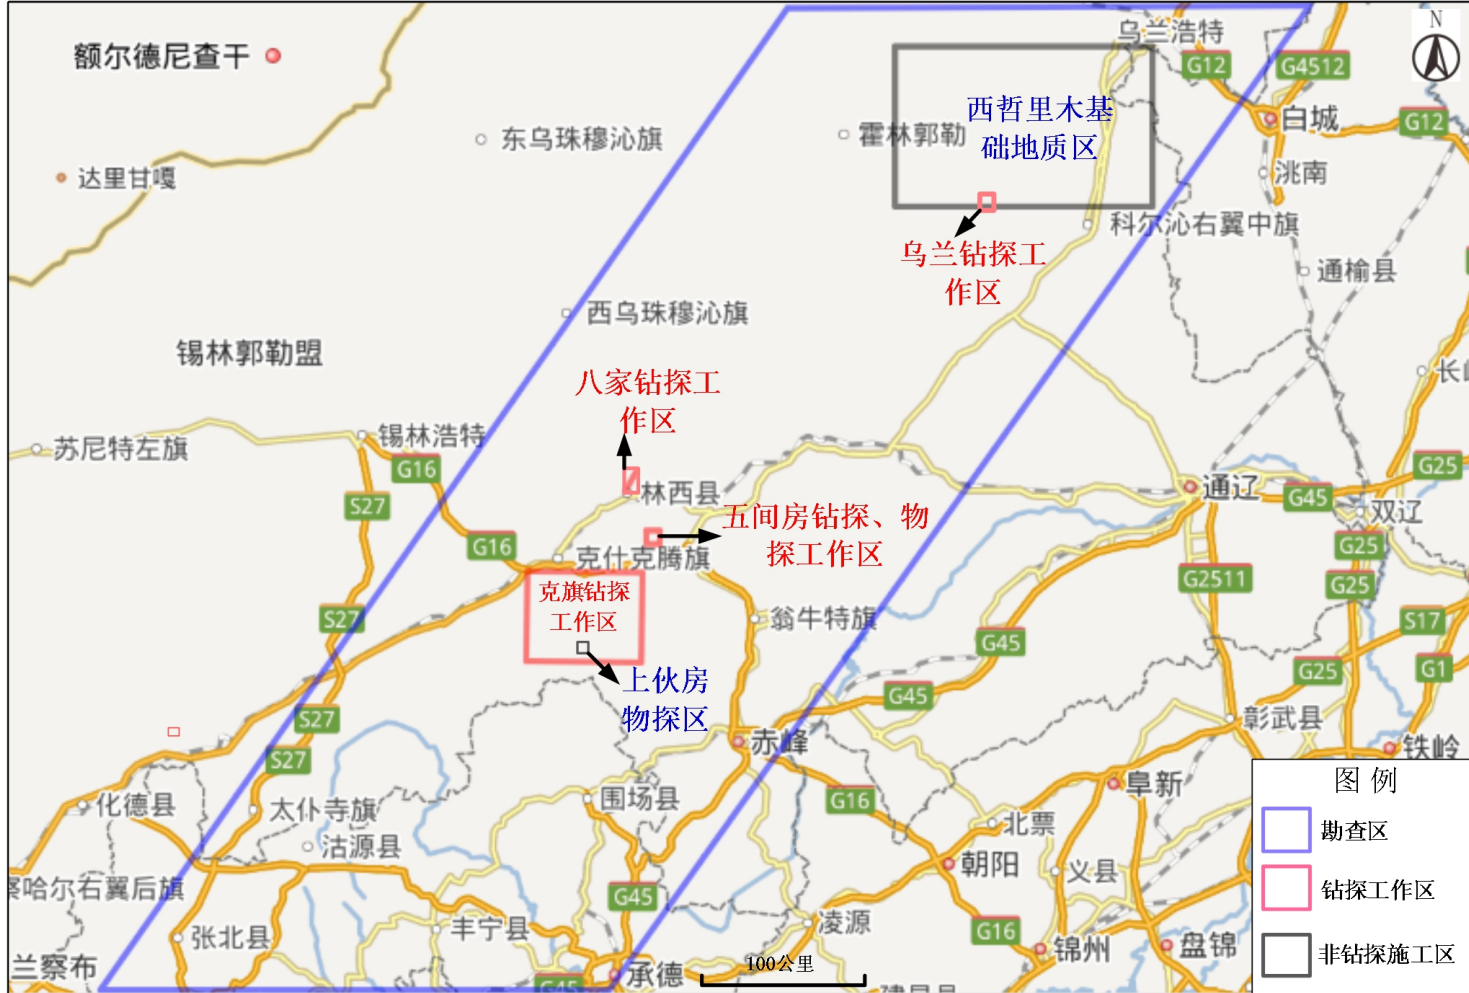 N
乌兰浩特
额尔德尼查干
G12
G4512
西哲里木基
础地质区
白城
G12
东乌珠穆沁旗
霍林郭勒
达里甘嘎
洮南
科尔沁右翼中旗
乌兰钻探工
作区
通榆县
西乌珠穆沁旗
锡林郭勒盟
八家钻探工
作区
苏尼特左旗
锡林浩特
G16
G25
S27
林西县
通辽
G45
双辽
五间房钻探、物
探工作区
G16
克什克腾旗
G25
克旗钻探
工作区
G2511
G25
S27
翁牛特旗
S17
G45
G25
G1
上伙房
物探区
G45
S27
彰武县
赤峰
铁岭
S27
图 例
阜新
化德县
太仆寺旗
围场县
G16
北票
勘查区
沽源县
朝阳
义县
察哈尔右翼后旗
G45
钻探工作区
张北县
丰宁县
凌源
G16
锦州
盘锦
非钻探施工区
兰察布
承德
100公里
G45